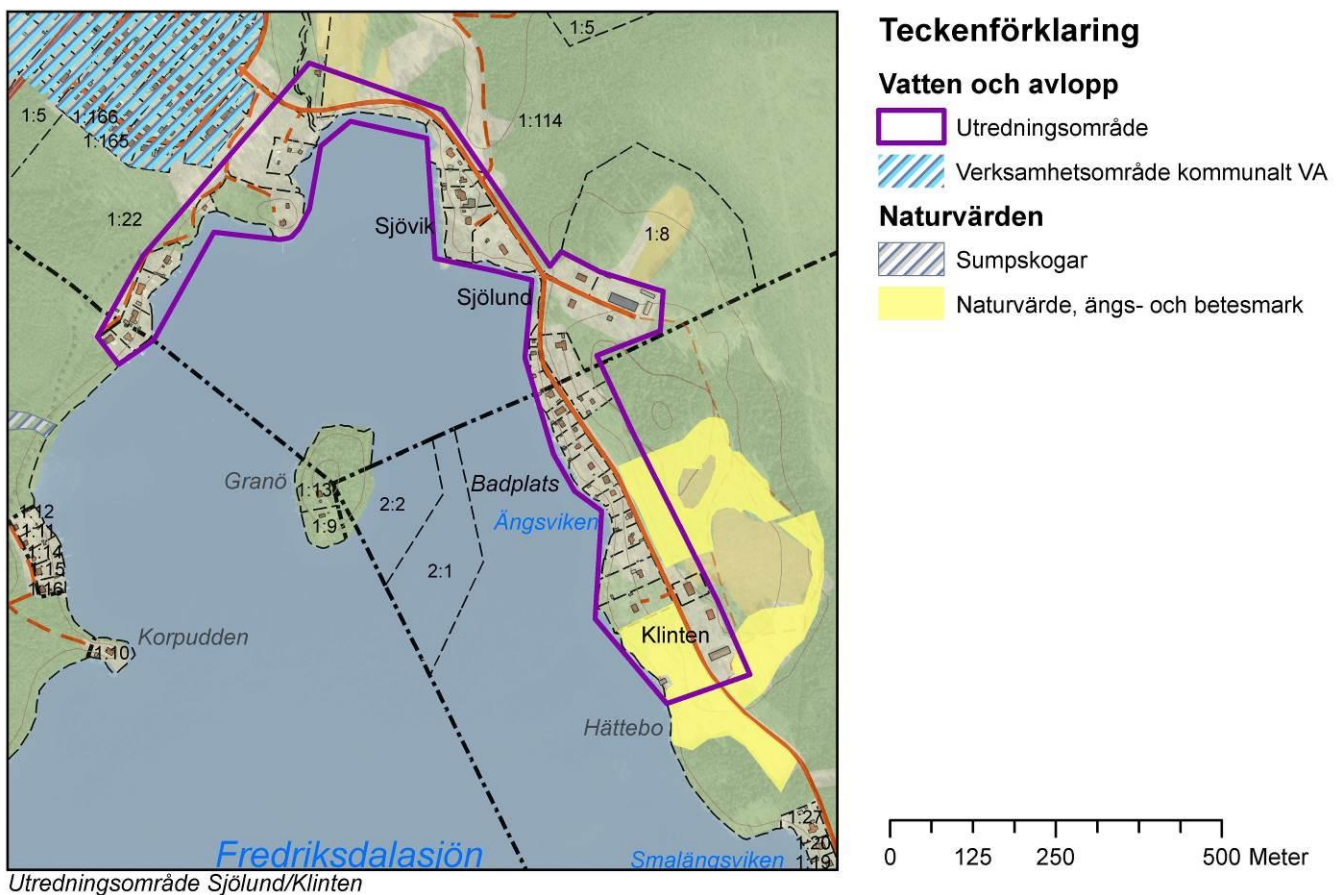 1:5
1:5
1:166
1:165
1:114
1:22
Sjövik
1:8
Sjölund
Granö
1:13
1:9
2:2
Badplats
Ängsviken
2:1
1:12
1:11
1:14
1:15
1:16
Korpudden
1:10
Klinten
Hättebo
1:27
1:20
1:19
Fredriksdalasjön
Smalängsviken
Utredningsområde Sjölund/Klinten
Teckenförklaring
Vatten och avlopp
Utredningsområde
Verksamhetsområde kommunalt VA
Naturvärden
Sumpskogar
Naturvärde, ängs- och betesmark
0 125 250 500 Meter